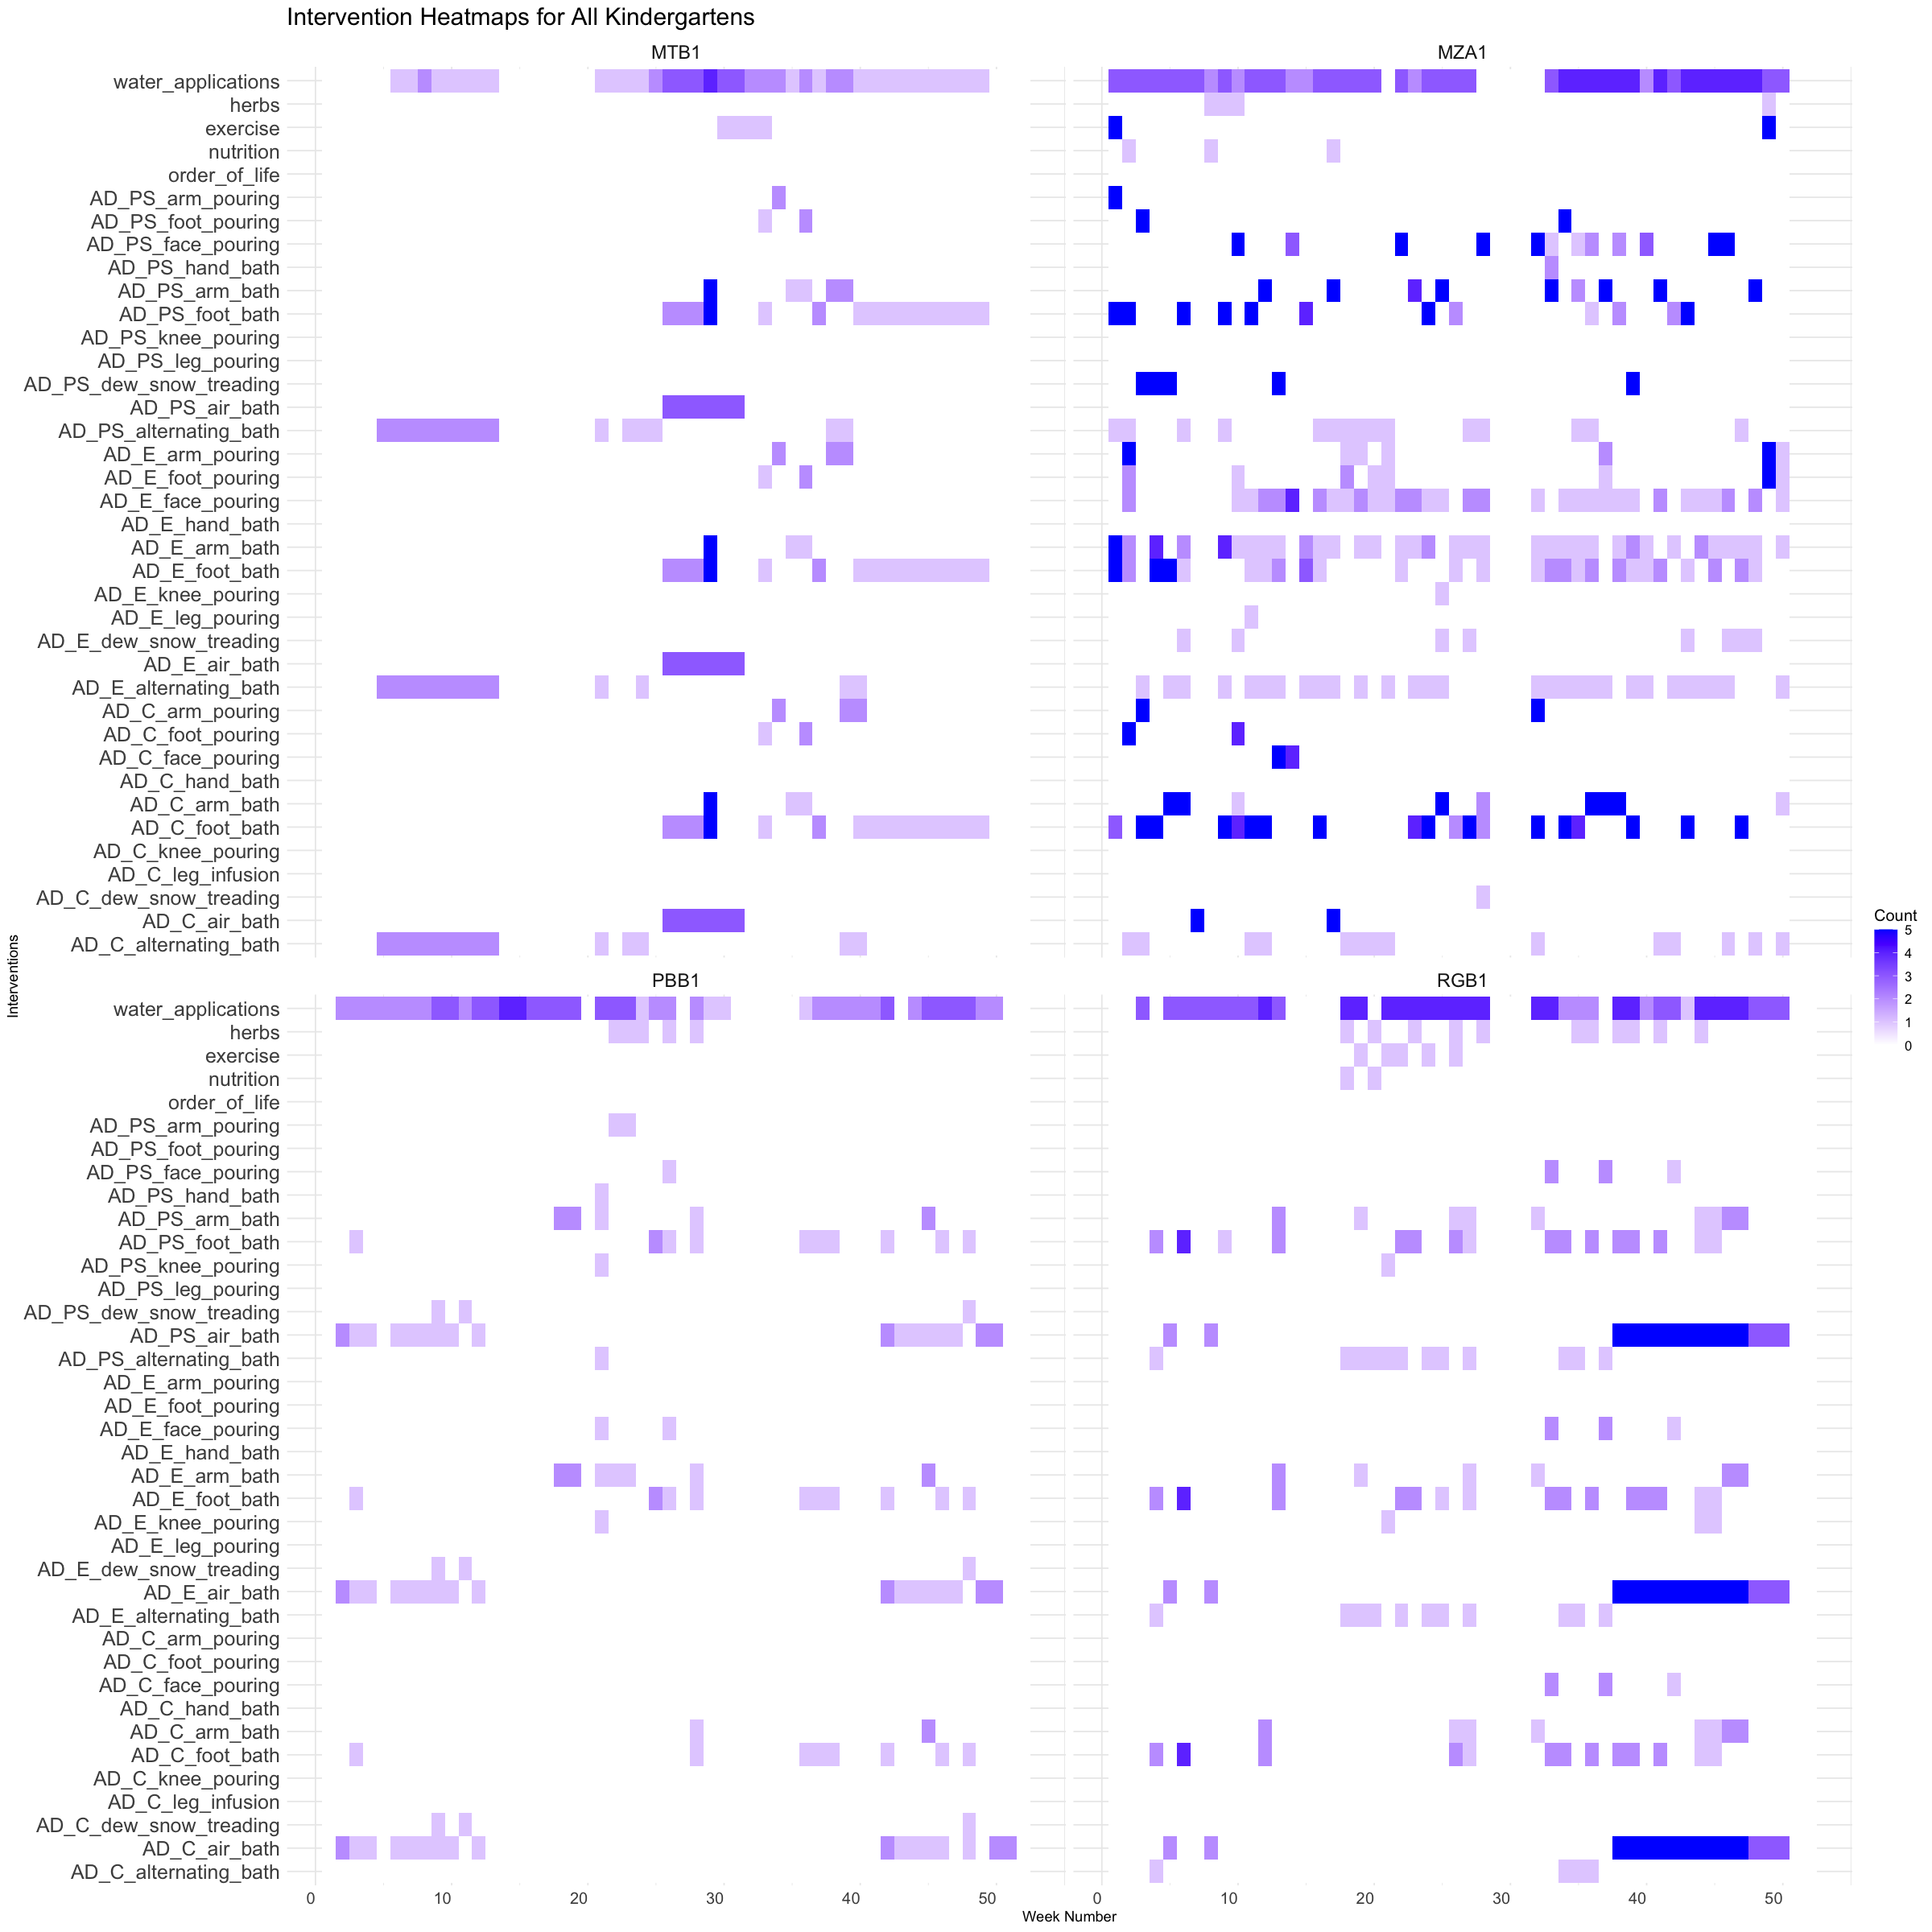 Intervention Heatmaps for All Kindergartens
MTB1
MZA1
water_applications
herbs
exercise
nutrition
order_of_life
AD_PS_arm_pouring
AD_PS_foot_pouring
AD_PS_face_pouring
AD_PS_hand_bath
AD_PS_arm_bath
AD_PS_foot_bath
AD_PS_knee_pouring
AD_PS_leg_pouring
AD_PS_dew_snow_treading
AD_PS_air_bath
AD_PS_alternating_bath
AD_E_arm_pouring
AD_E_foot_pouring
AD_E_face_pouring
AD_E_hand_bath
AD_E_arm_bath
AD_E_foot_bath
AD_E_knee_pouring
AD_E_leg_pouring
AD_E_dew_snow_treading
AD_E_air_bath
AD_E_alternating_bath
AD_C_arm_pouring
AD_C_foot_pouring
AD_C_face_pouring
AD_C_hand_bath
AD_C_arm_bath
AD_C_foot_bath
AD_C_knee_pouring
AD_C_leg_infusion
AD_C_dew_snow_treading
AD_C_air_bath
AD_C_alternating_bath
Interventions
Count
5
4
3
2
1
0
PBB1
RGB1
water_applications
herbs
exercise
nutrition
order_of_life
AD_PS_arm_pouring
AD_PS_foot_pouring
AD_PS_face_pouring
AD_PS_hand_bath
AD_PS_arm_bath
AD_PS_foot_bath
AD_PS_knee_pouring
AD_PS_leg_pouring
AD_PS_dew_snow_treading
AD_PS_air_bath
AD_PS_alternating_bath
AD_E_arm_pouring
AD_E_foot_pouring
AD_E_face_pouring
AD_E_hand_bath
AD_E_arm_bath
AD_E_foot_bath
AD_E_knee_pouring
AD_E_leg_pouring
AD_E_dew_snow_treading
AD_E_air_bath
AD_E_alternating_bath
AD_C_arm_pouring
AD_C_foot_pouring
AD_C_face_pouring
AD_C_hand_bath
AD_C_arm_bath
AD_C_foot_bath
AD_C_knee_pouring
AD_C_leg_infusion
AD_C_dew_snow_treading
AD_C_air_bath
AD_C_alternating_bath
0 10 20 30 40 50
0 10 20 30 40 50
Week Number